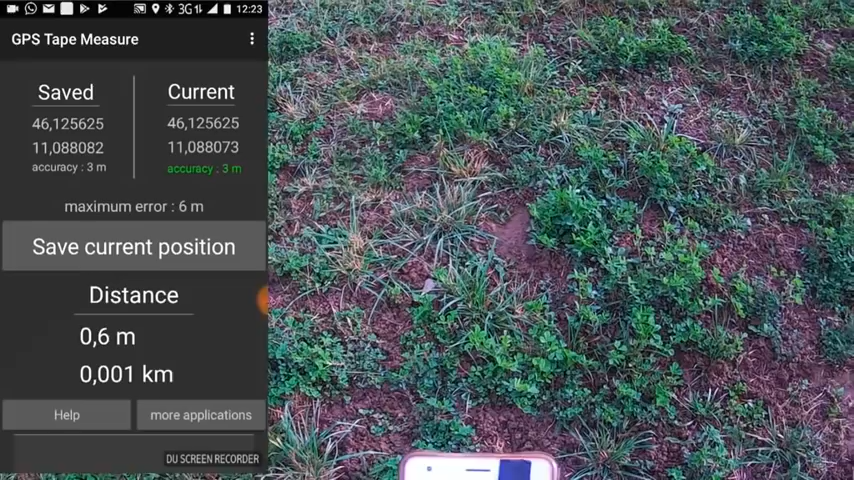 3G
12:23
GPS Tape Measure
Saved
Current
46,125625
46,125625
11,088082
11,088073
accuracy : 3 m
accuracy : 3 m
maximum error : 6 m
Save current position
Distance
0,6 m
0,001 km
Help
more applications
DU SCREEN RECORDER